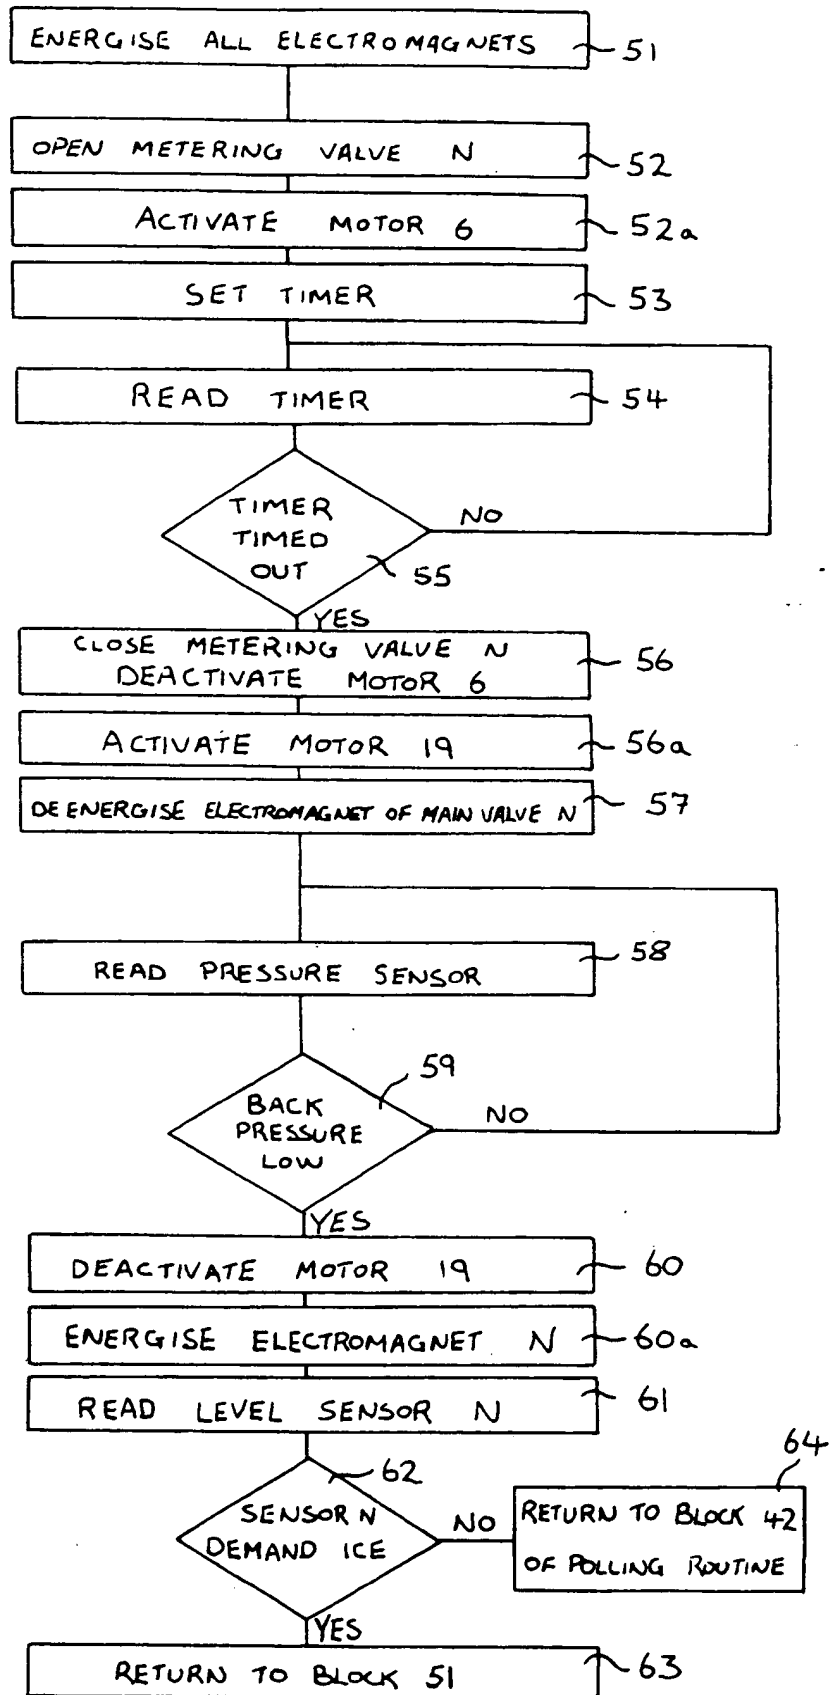 ENERGISE ALL ELECTROMAGNETS 51
OPEN METERING VALVE N 52
ACTIVATE MOTOR 6 52a
SET TIMER 53
READ TIMER 54
TIMER
TIMED
OUT
NO
55
YES
CLOSE METERING VALVE N
DEACTIVATE MOTOR 6
56
ACTIVATE MOTOR 19 56a
DE ENERGISE ELECTROMAGNET OF MAIN VALVE N 57
READ PRESSURE SENSOR 58
59
BACK
PRESSURE
LOW
NO
YES
DEACTIVATE MOTOR 19 60
ENERGISE ELECTROMAGNET N 60a
READ LEVEL SENSOR N 61
62
SENSOR N
DEMAND ICE
NO
64
RETURN TO BLOCK 42
OF POLLING ROUTINE
YES
RETURN TO BLOCK 51 63